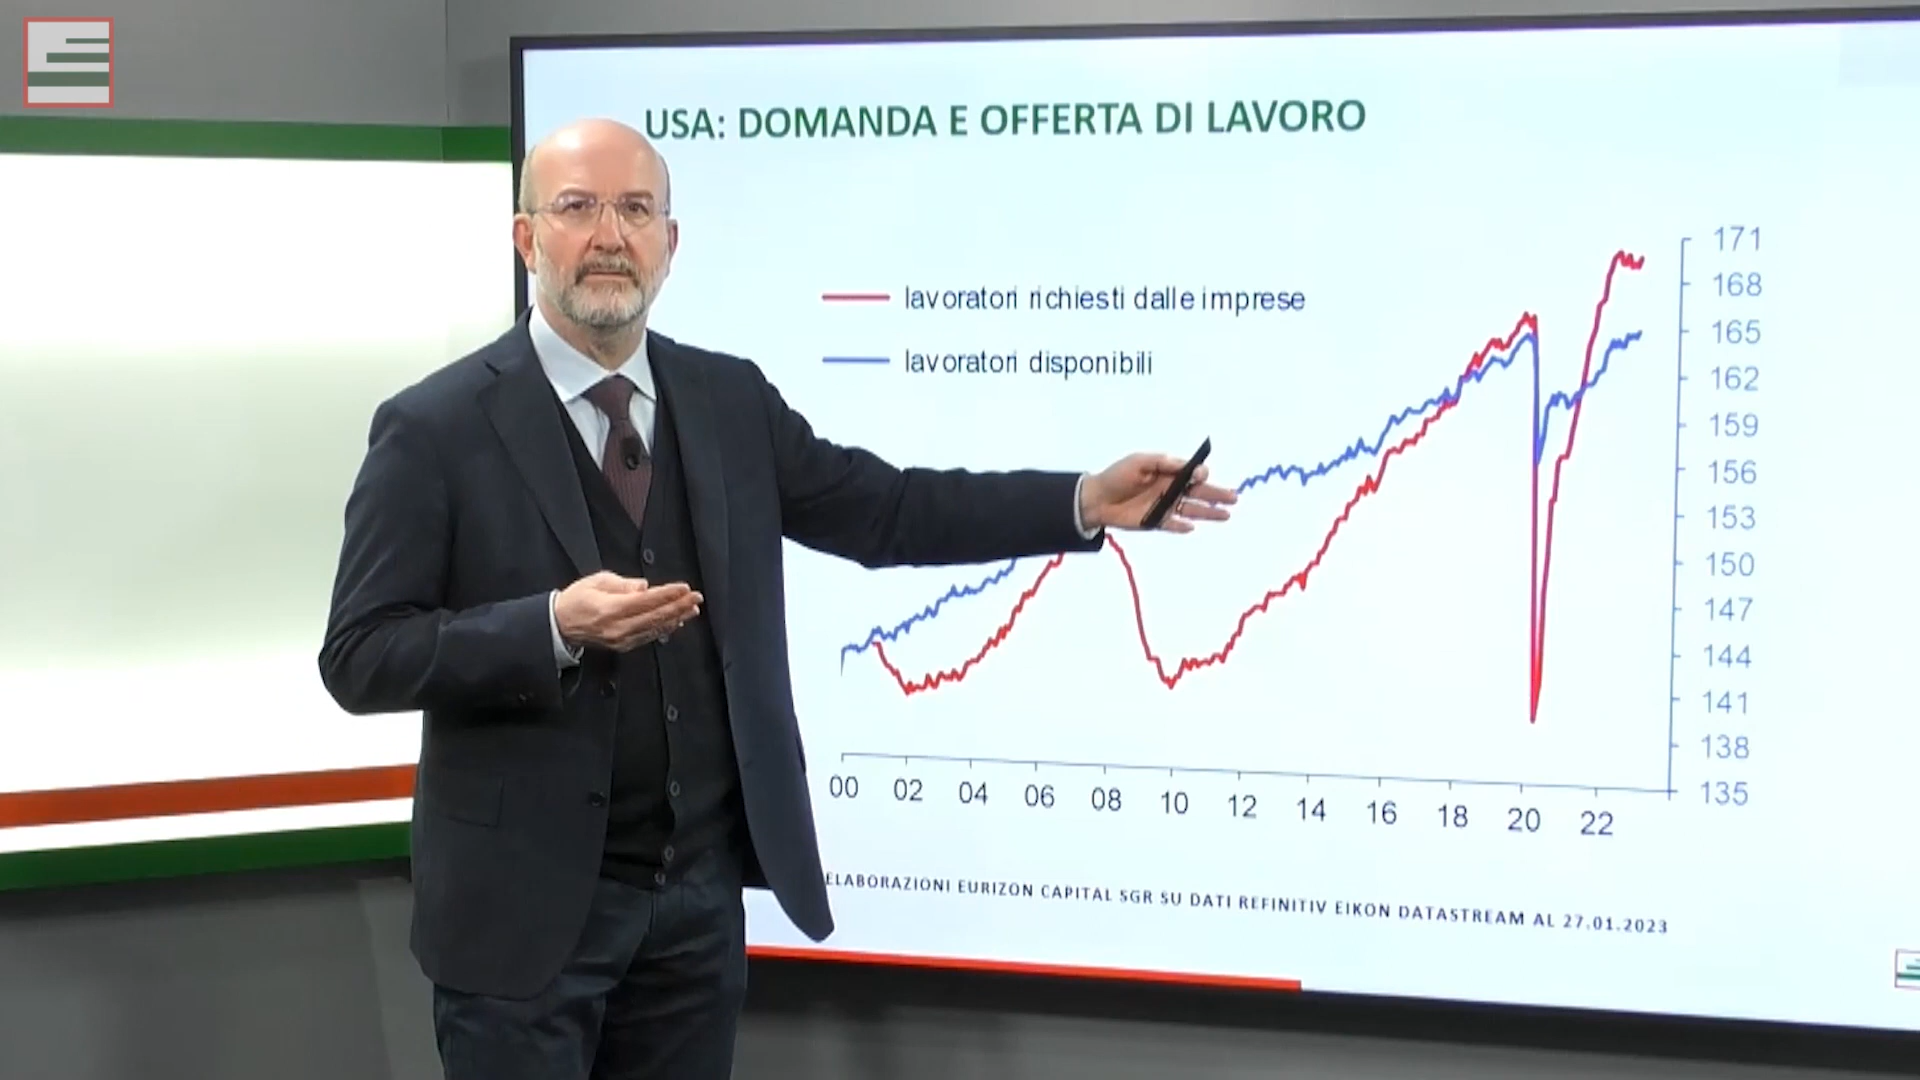 USA: DOMANDA E OFFERTA DI LAVORO
lavoratori richiesti dalle imprese
lavoratori disponibili
171
168
165
162
159
156
153
150
147
144
141
138
135
00 02 04 06 08 10 12 14 16 18 20 22
ELABORAZIONI EURIZON CAPITAL SGR SU DATI REFINITIV EIKON DATASTREAM AL 27.01.2023